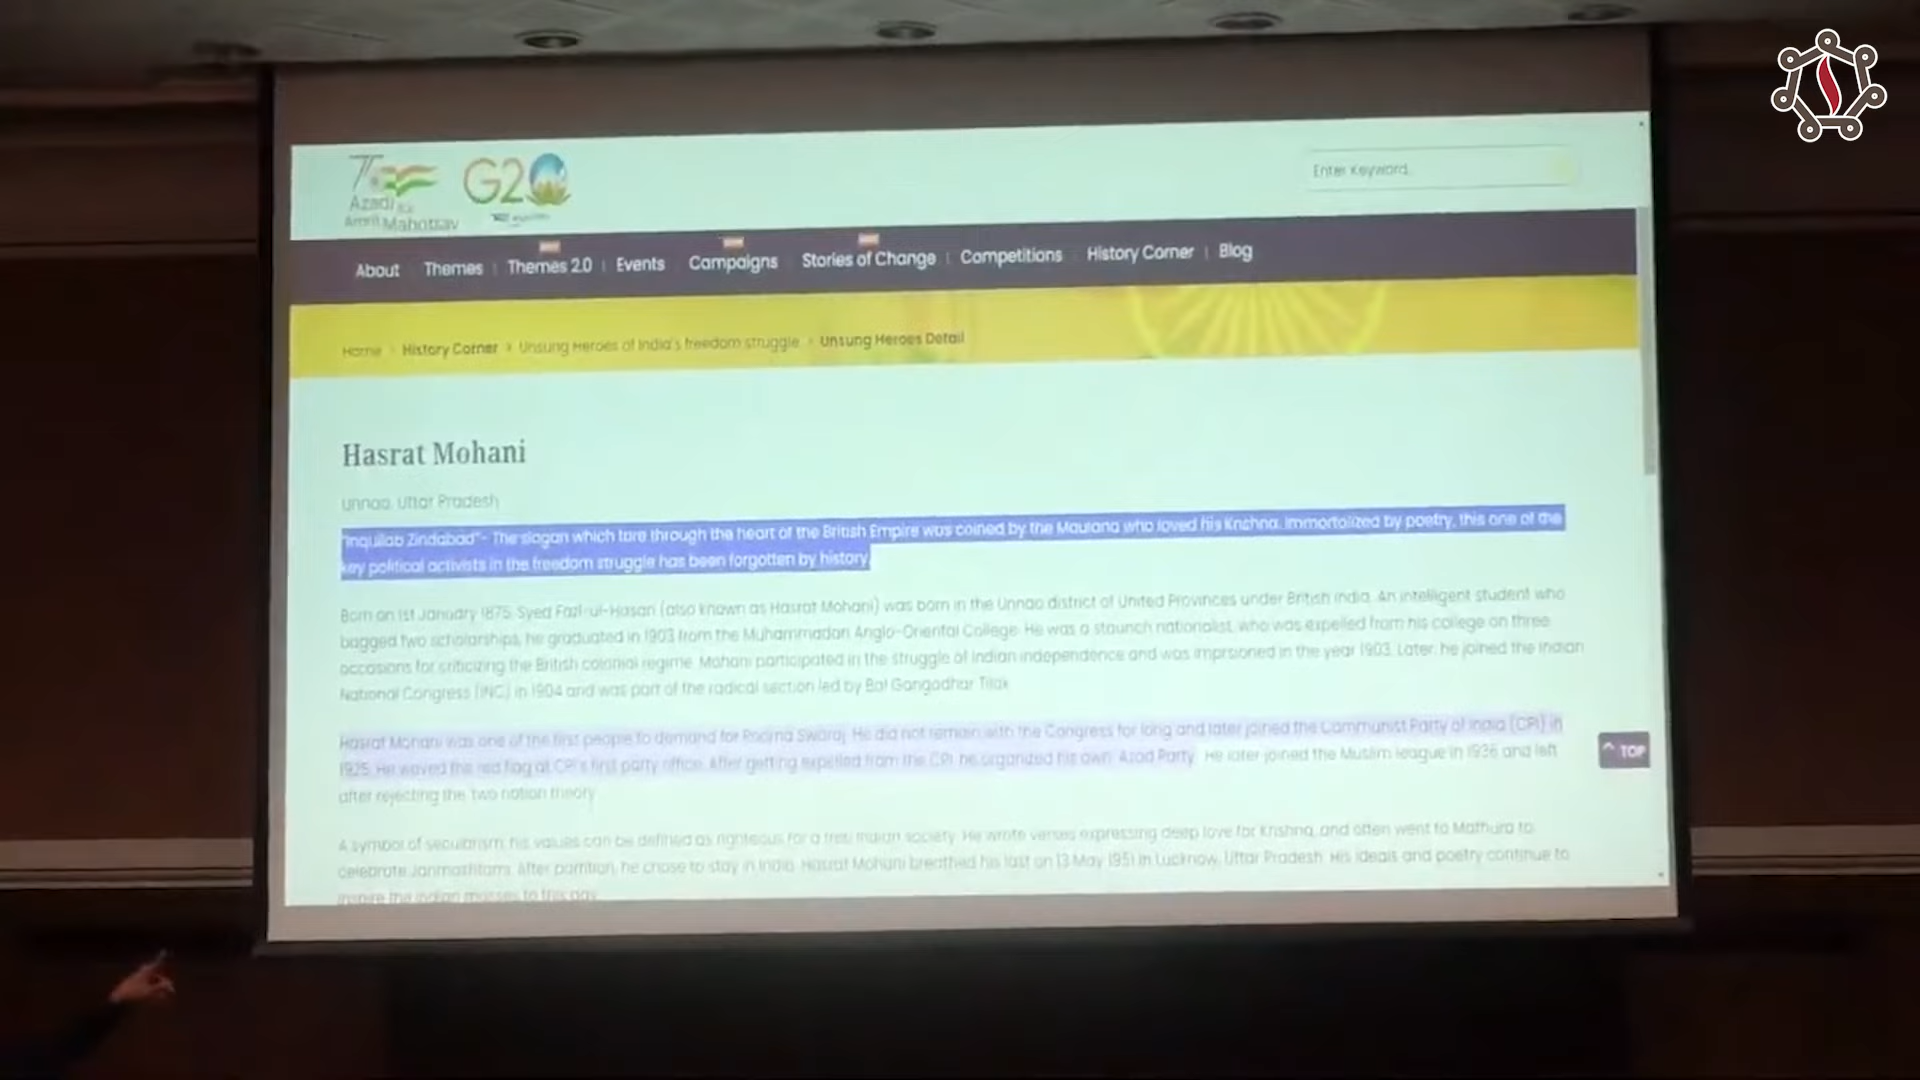 75
Azadi Ka
Amrit Mahotsav
G20
Enter Keyword
About Themes Themes 2.0 Events Campaigns Stories of Change Competitions History Corner Blog
Home > History Corner > Unsung Heroes of India's freedom struggle > Unsung Heroes Detail
Hasrat Mohani
Unnao, Uttar Pradesh
"Inquilab Zindabad"- The slogan which tore through the heart of the British Empire was coined by the Maulana who loved his Krishna. Immortalized by poetry, this one of the
key political activists in the freedom struggle has been forgotten by history.
Born on 1st January 1875, Syed Fazl-ul-Hasan (also known as Hasrat Mohani) was born in the Unnao district of United Provinces under British India. An intelligent student who
bagged two scholarships, he graduated in 1903 from the Muhammadan Anglo-Oriental College. He was a staunch nationalist, who was expelled from his college on three
occasions for criticizing the British colonial regime. Mohani participated in the struggle of Indian independence and was imprsioned in the year 1903. Later, he joined the Indian
National Congress (INC) in 1904 and was part of the radical section led by Bal Gangadhar Tilak.
Hasrat Mohani was one of the first people to demand for Poorna Swaraj. He did not remain with the Congress for long and later joined the Communist Party of India (CPI) in
1925. He waved the red flag at CPI's first party office. After getting expelled from the CPI, he organized his own, Azad Party. He later joined the Muslim league in 1936 and left
after rejecting the two nation theory.
A symbol of secularism, his values can be defined as righteous for a free Indian society. He wrote verses expressing deep love for Krishna, and often went to Mathura to
celebrate Janmashtami. After partition, he chose to stay in India. Hasrat Mohani breathed his last on 13 May 1951 in Lucknow, Uttar Pradesh. His ideals and poetry continue to
inspire the Indian masses to this day.
TOP